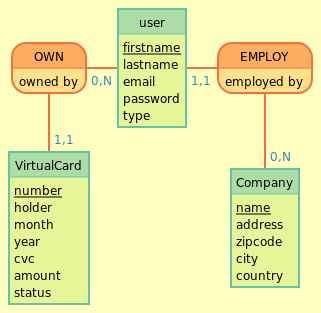 user
firstname
lastname
email
password
type
OWN
owned by
0,N
1,1
EMPLOY
employed by
1,1
0,N
VirtualCard
number
holder
month
year
cvc
amount
status
Company
name
address
zipcode
city
country